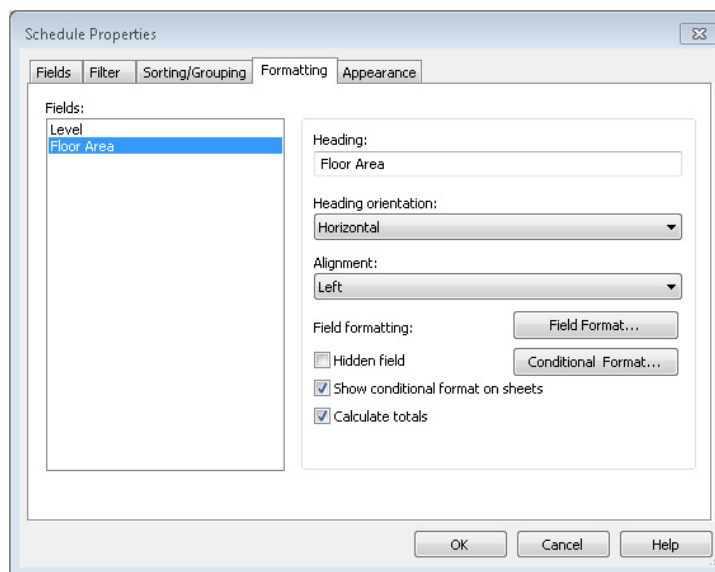 Schedule Properties
Fields Filter Sorting/Grouping Formatting Appearance
Fields:
Level
Floor Area
Heading:
Floor Area
Heading orientation:
Horizontal
Alignment:
Left
Field formatting: Field Format...
Hidden field Conditional Format...
Show conditional format on sheets
Calculate totals
OK Cancel Help